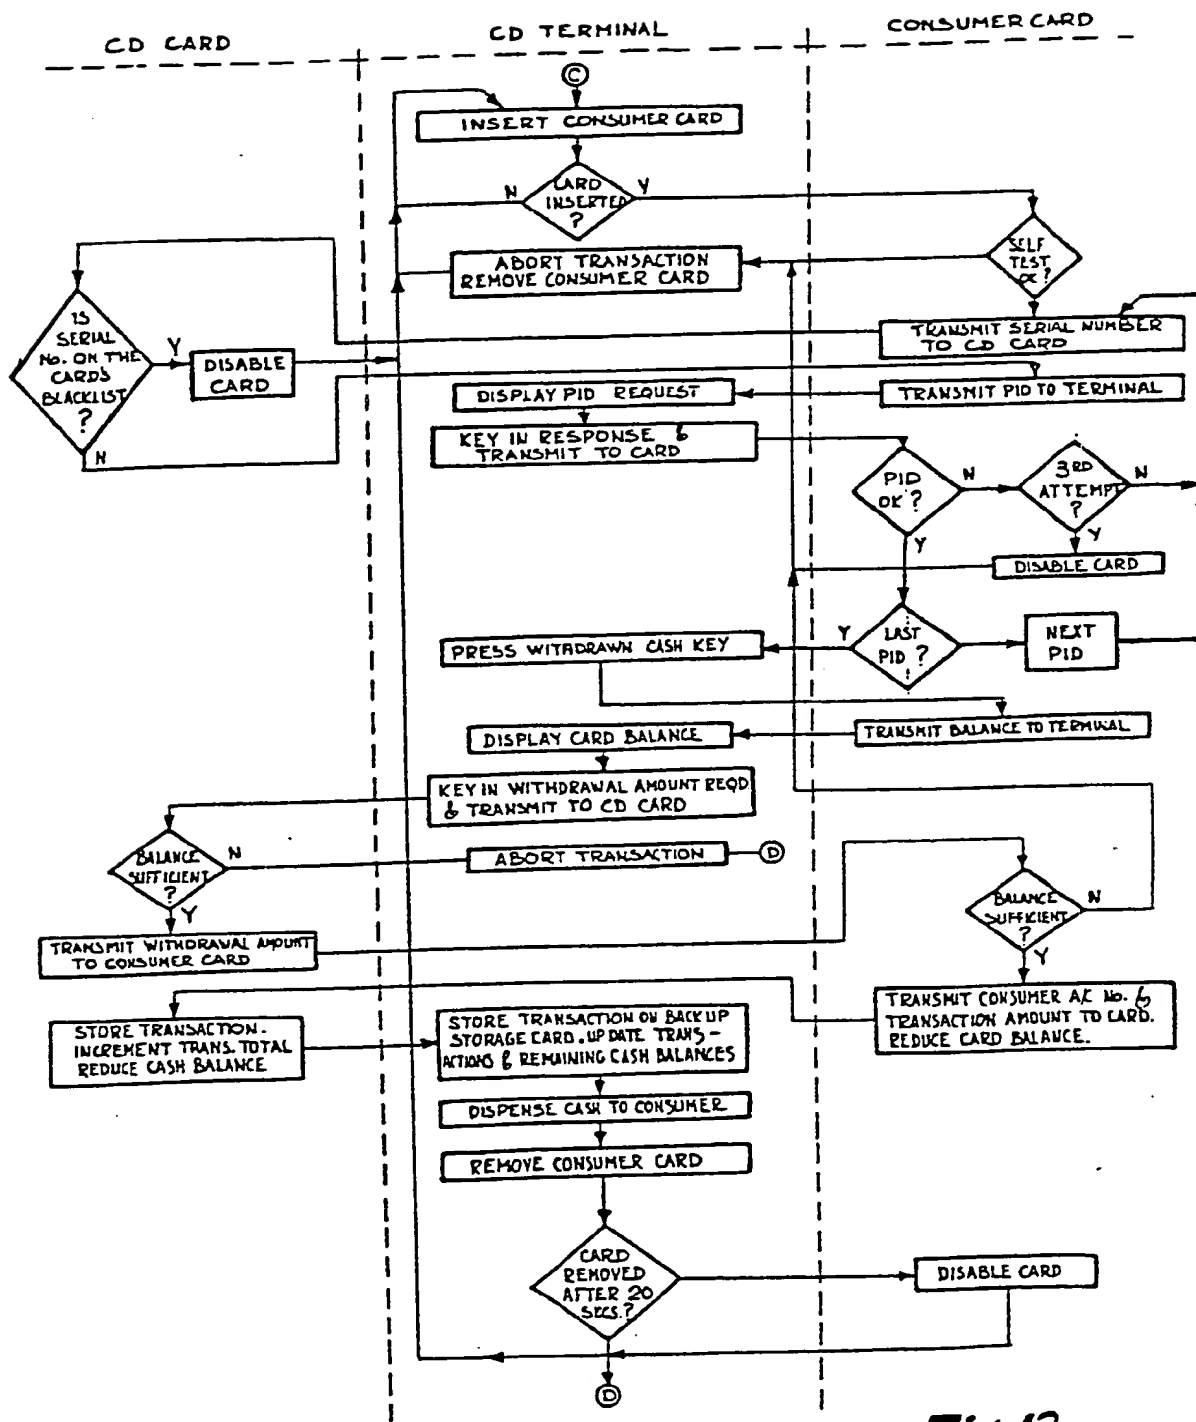 CD CARD
CD TERMINAL
CONSUMER CARD
C
INSERT CONSUMER CARD
CARD
INSERTED
?
N
Y
SELF
TEST
OK?
ABORT TRANSACTION
REMOVE CONSUMER CARD
IS
SERIAL
No. ON THE
CARD'S
BLACKLIST
?
Y
N
DISABLE
CARD
TRANSMIT SERIAL NUMBER
TO CD CARD
DISPLAY PID REQUEST
TRANSMIT PID TO TERMINAL
KEY IN RESPONSE &
TRANSMIT TO CARD
PID
OK?
N
Y
3RD
ATTEMPT
?
N
Y
DISABLE CARD
PRESS WITHDRAWN CASH KEY
Y
LAST
PID?
NEXT
PID
DISPLAY CARD BALANCE
TRANSMIT BALANCE TO TERMINAL
KEY IN WITHDRAWAL AMOUNT REQD
& TRANSMIT TO CD CARD
BALANCE
SUFFICIENT
?
N
Y
ABORT TRANSACTION
D
BALANCE
SUFFICIENT
?
N
Y
TRANSMIT WITHDRAWAL AMOUNT
TO CONSUMER CARD
TRANSMIT CONSUMER A/C No. &
TRANSACTION AMOUNT TO CARD.
REDUCE CARD BALANCE.
STORE TRANSACTION.
INCREMENT TRANS. TOTAL
REDUCE CASH BALANCE
STORE TRANSACTION ON BACK UP
STORAGE CARD. UPDATE TRANS-
ACTIONS & REMAINING CASH BALANCES
DISPENSE CASH TO CONSUMER
REMOVE CONSUMER CARD
CARD
REMOVED
AFTER 20
SECS.?
DISABLE CARD
D